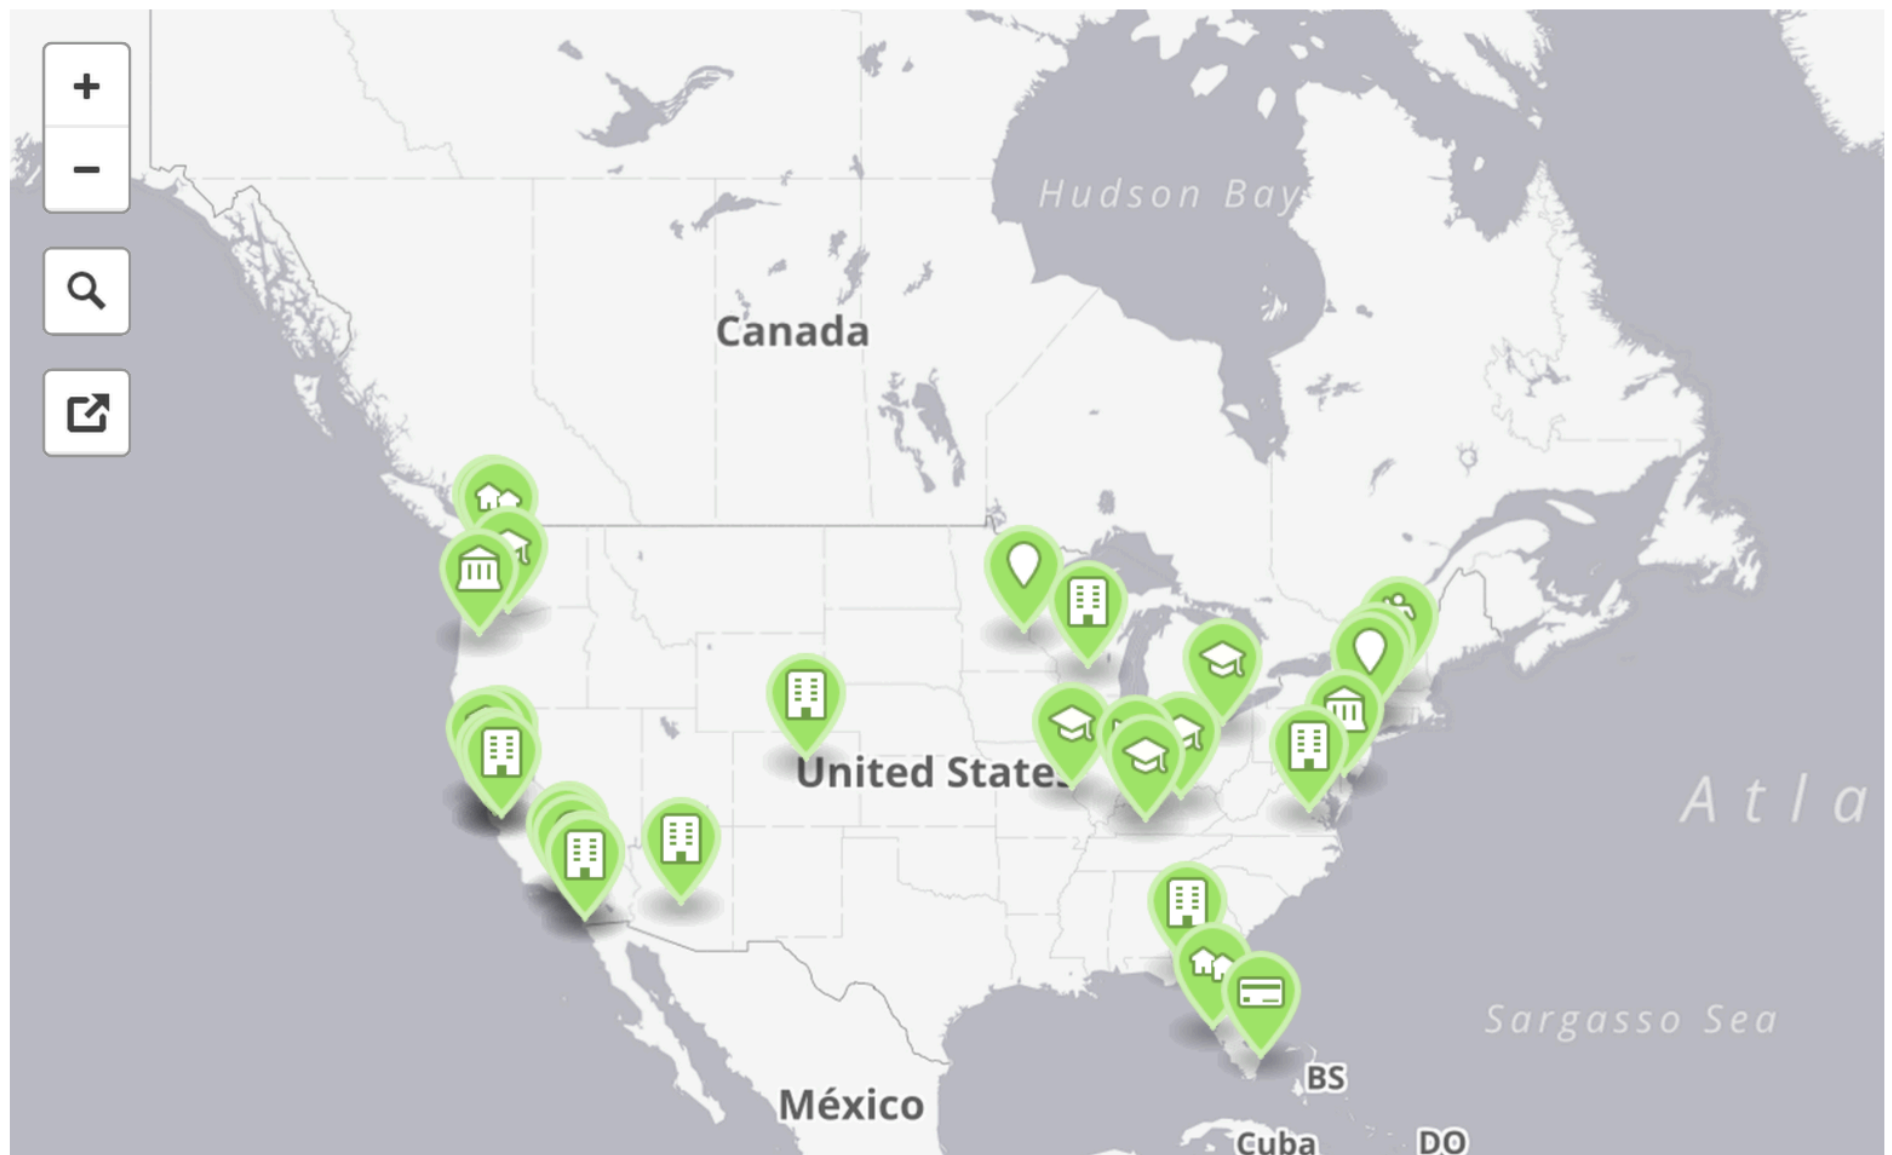 +
−
Hudson Bay
Canada
United States
Atla
Sargasso Sea
BS
México
Cuba
DO